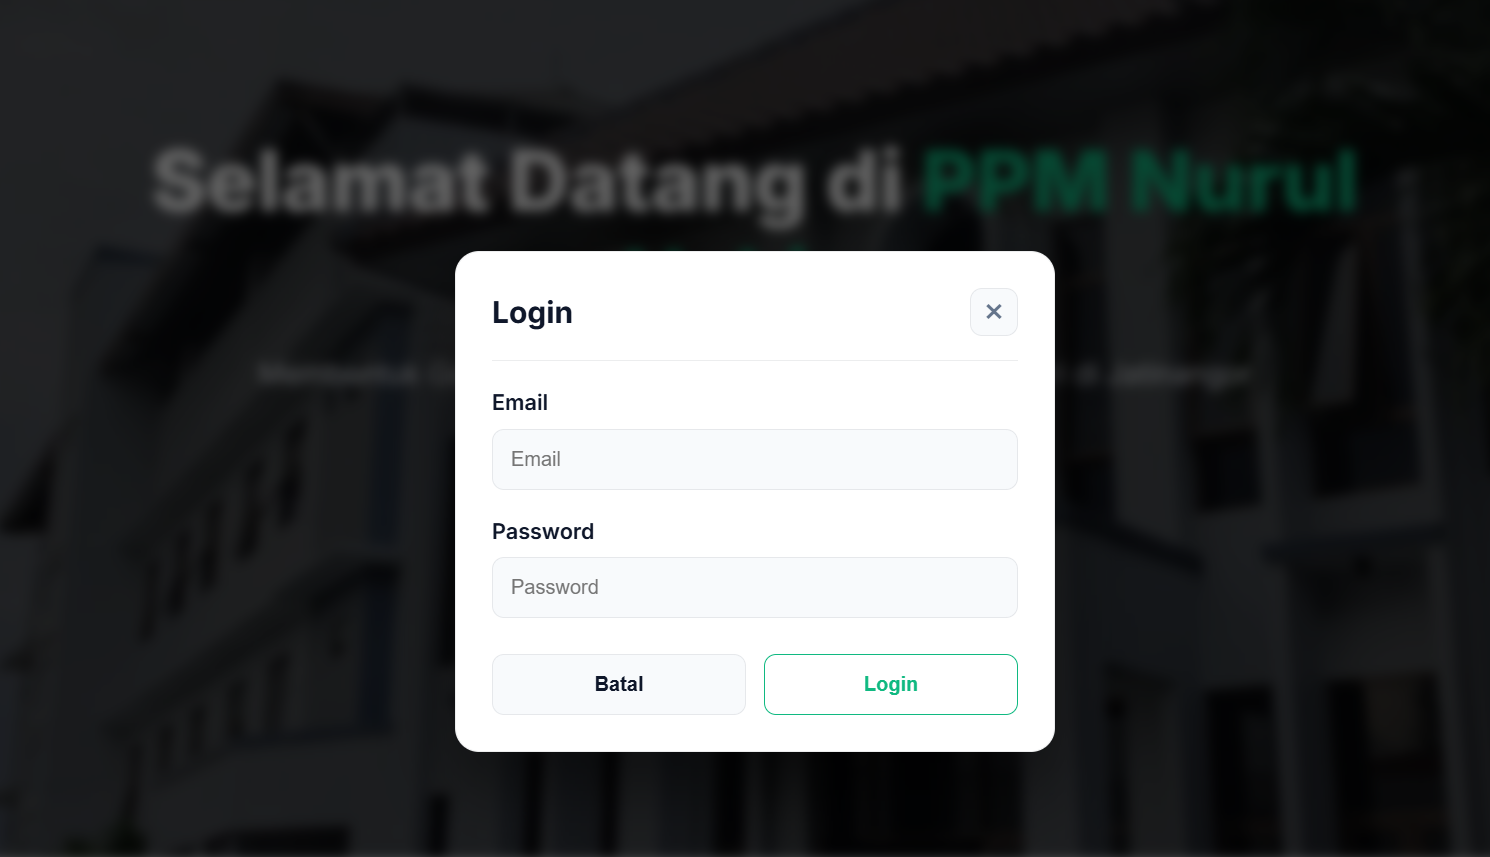 Selamat Datang di PPM Nurul
Login
✕
Email
Email
Password
Password
Batal
Login